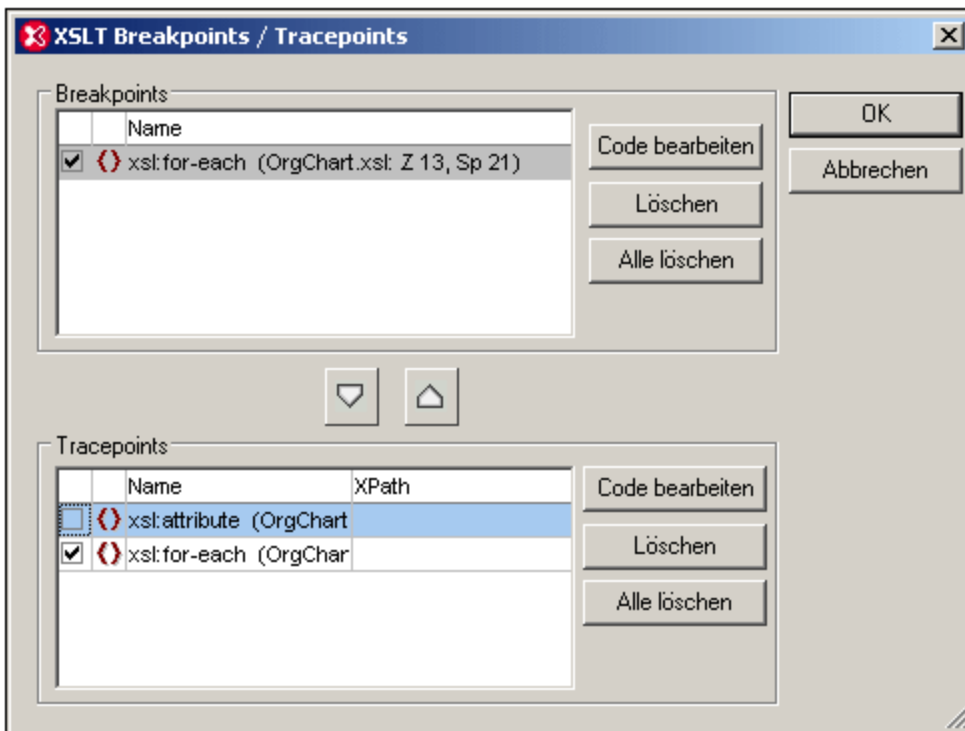 XSLT Breakpoints / Tracepoints
Breakpoints
Name
xsl:for-each (OrgChart.xsl: Z 13, Sp 21)
Code bearbeiten
Löschen
Alle löschen
OK
Abbrechen
Tracepoints
Name XPath
xsl:attribute (OrgChart
xsl:for-each (OrgChar
Code bearbeiten
Löschen
Alle löschen